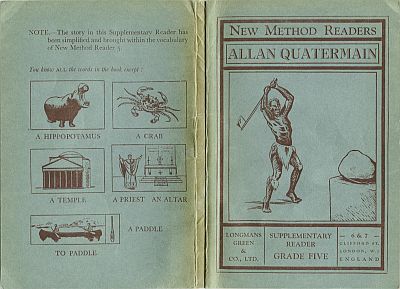 NOTE.—The story in this Supplementary Reader has
been simplified and brought within the vocabulary
of New Method Reader 5.
You know ALL the words in the book except:
A HIPPOPOTAMUS
A CRAB
A TEMPLE
A PRIEST AN ALTAR
A PADDLE
TO PADDLE
NEW METHOD READERS
ALLAN QUATERMAIN
LONGMANS
GREEN
&
CO., LTD.
SUPPLEMENTARY
READER
GRADE FIVE
— 6 & 7 —
CLIFFORD ST.
LONDON, W.1
ENGLAND